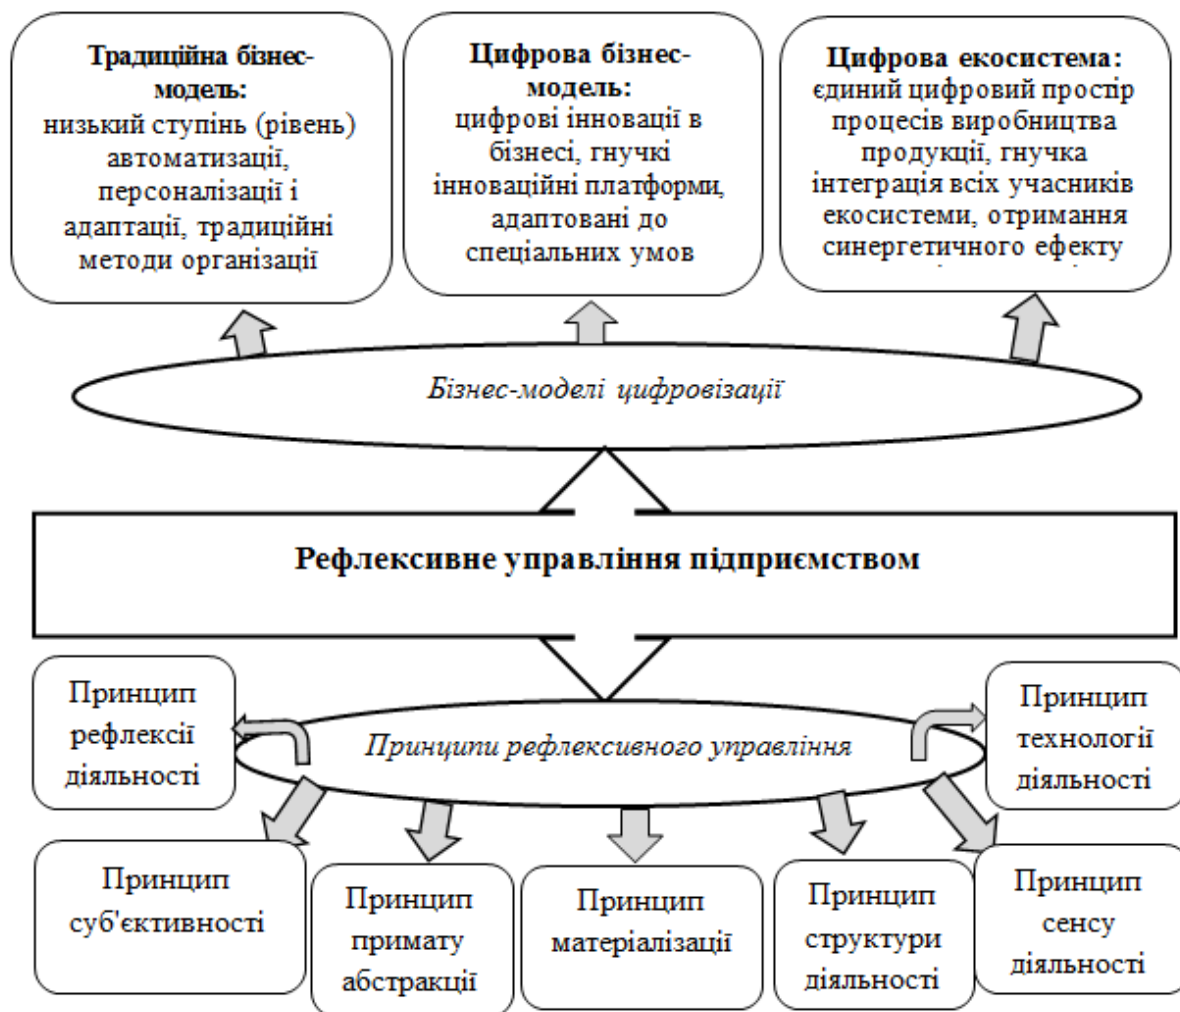 Традиційна бізнес-
модель:
низький ступінь (рівень)
автоматизації,
персоналізації і
адаптації, традиційні
методи організації
Цифрова бізнес-
модель:
цифрові інновації в
бізнесі, гнучкі
інноваційні платформи,
адаптовані до
спеціальних умов
Цифрова екосистема:
єдиний цифровий простір
процесів виробництва
продукції, гнучка
інтеграція всіх учасників
екосистеми, отримання
синергетичного ефекту
Бізнес-моделі цифровізації
Рефлексивне управління підприємством
Принцип
рефлексії
діяльності
Принципи рефлексивного управління
Принцип
технології
діяльності
Принцип
суб'єктивності
Принцип
примату
абстракції
Принцип
матеріалізації
Принцип
структури
діяльності
Принцип
сенсу
діяльності